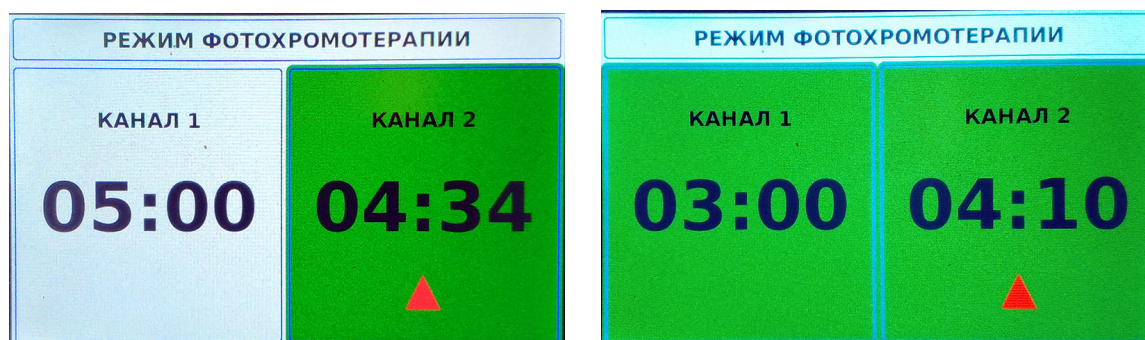 РЕЖИМ ФОТОХРОМОТЕРАПИИ
КАНАЛ 1
КАНАЛ 2
05:00
04:34
РЕЖИМ ФОТОХРОМОТЕРАПИИ
КАНАЛ 1
КАНАЛ 2
03:00
04:10